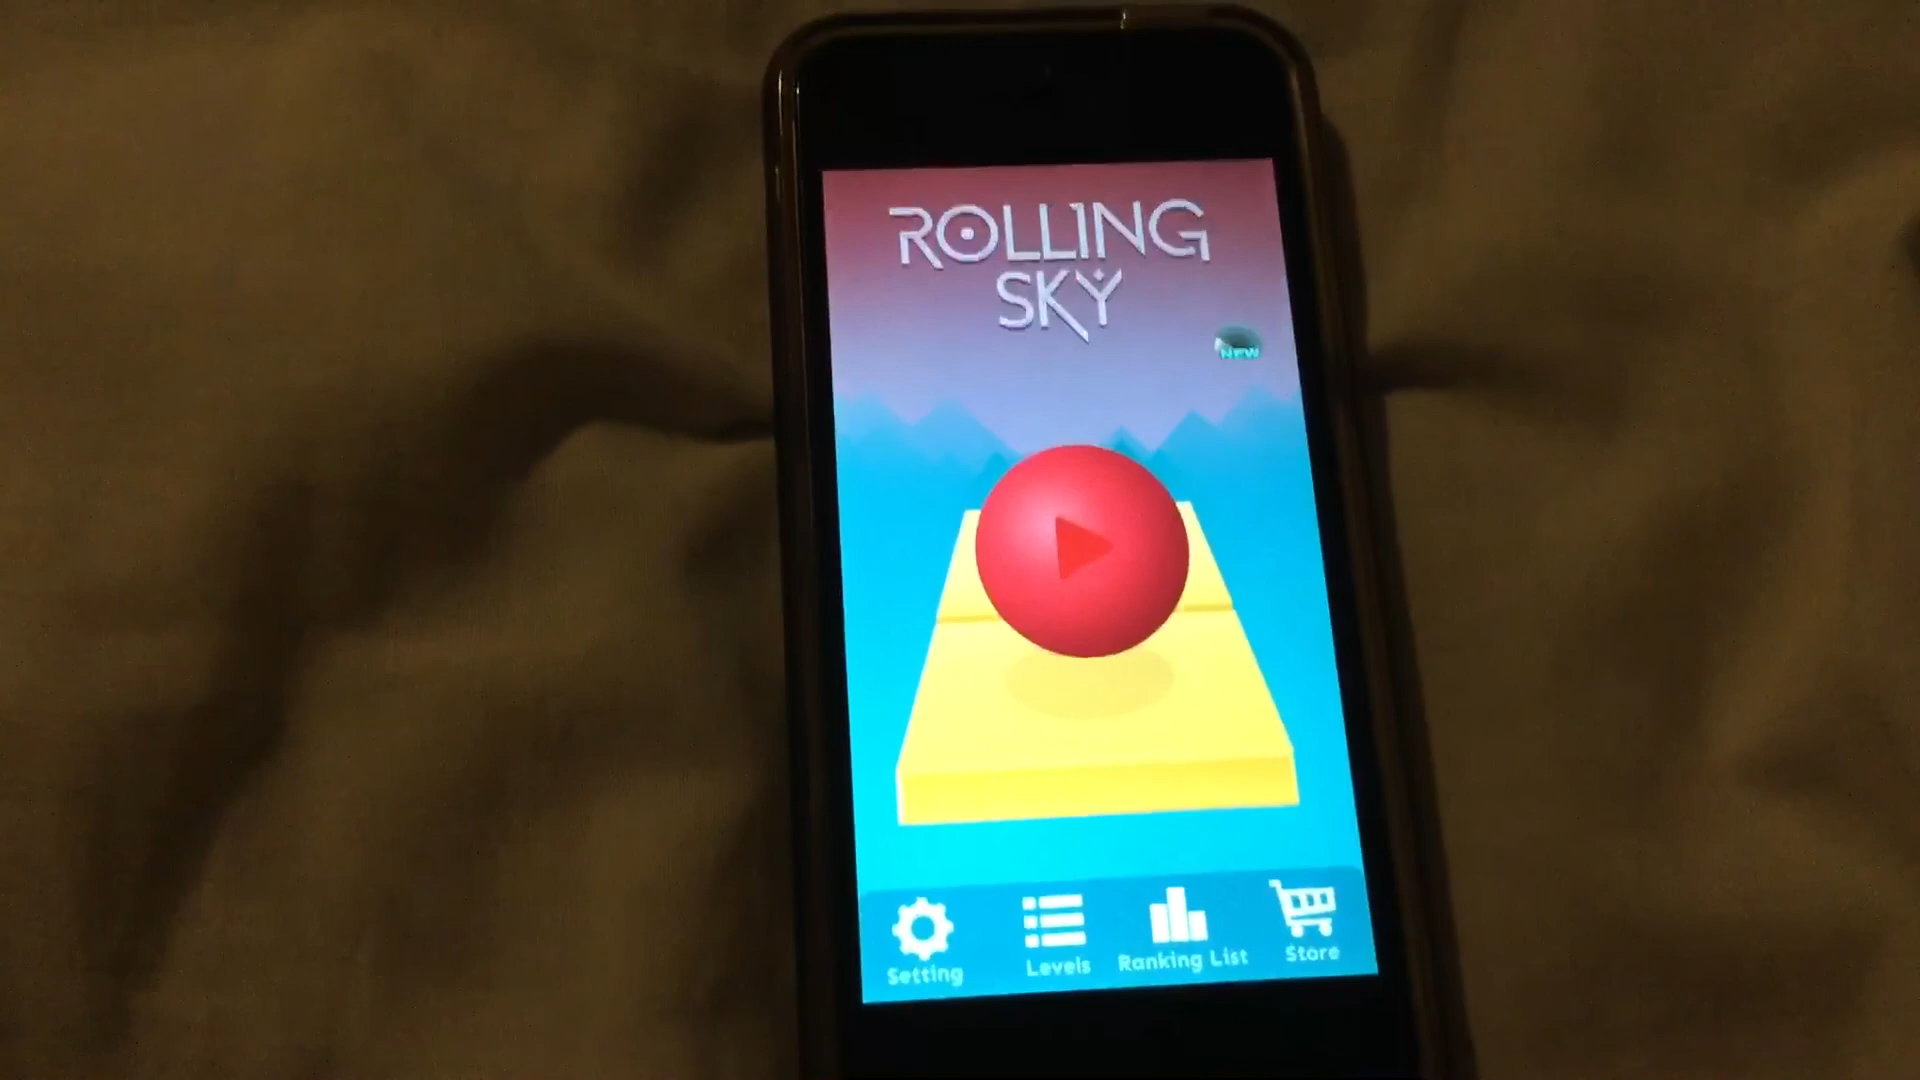 ROLLING
SKY
NEW
Setting
Levels
Ranking List
Store